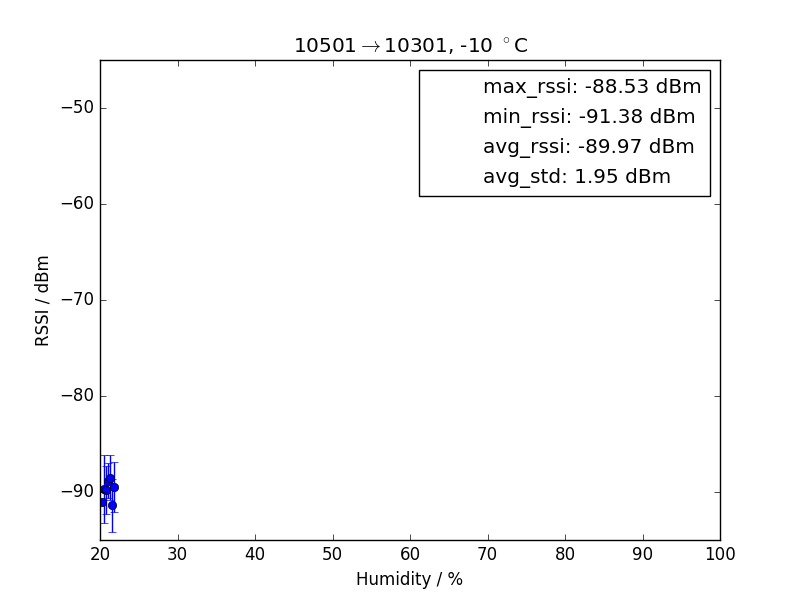 10501→10301, -10 °C
max_rssi: -88.53 dBm
min_rssi: -91.38 dBm
avg_rssi: -89.97 dBm
avg_std: 1.95 dBm
−50
−60
−70
−80
−90
RSSI / dBm
20 30 40 50 60 70 80 90 100
Humidity / %